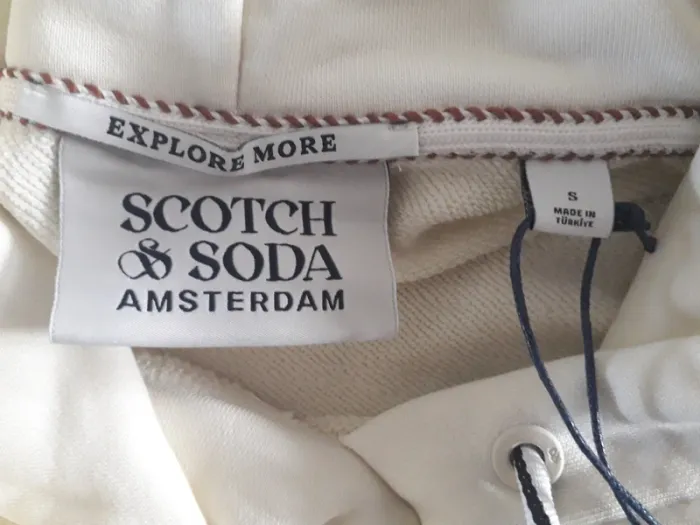 EXPLORE MORE
SCOTCH
& SODA
AMSTERDAM
S
MADE IN
TÜRKİYE